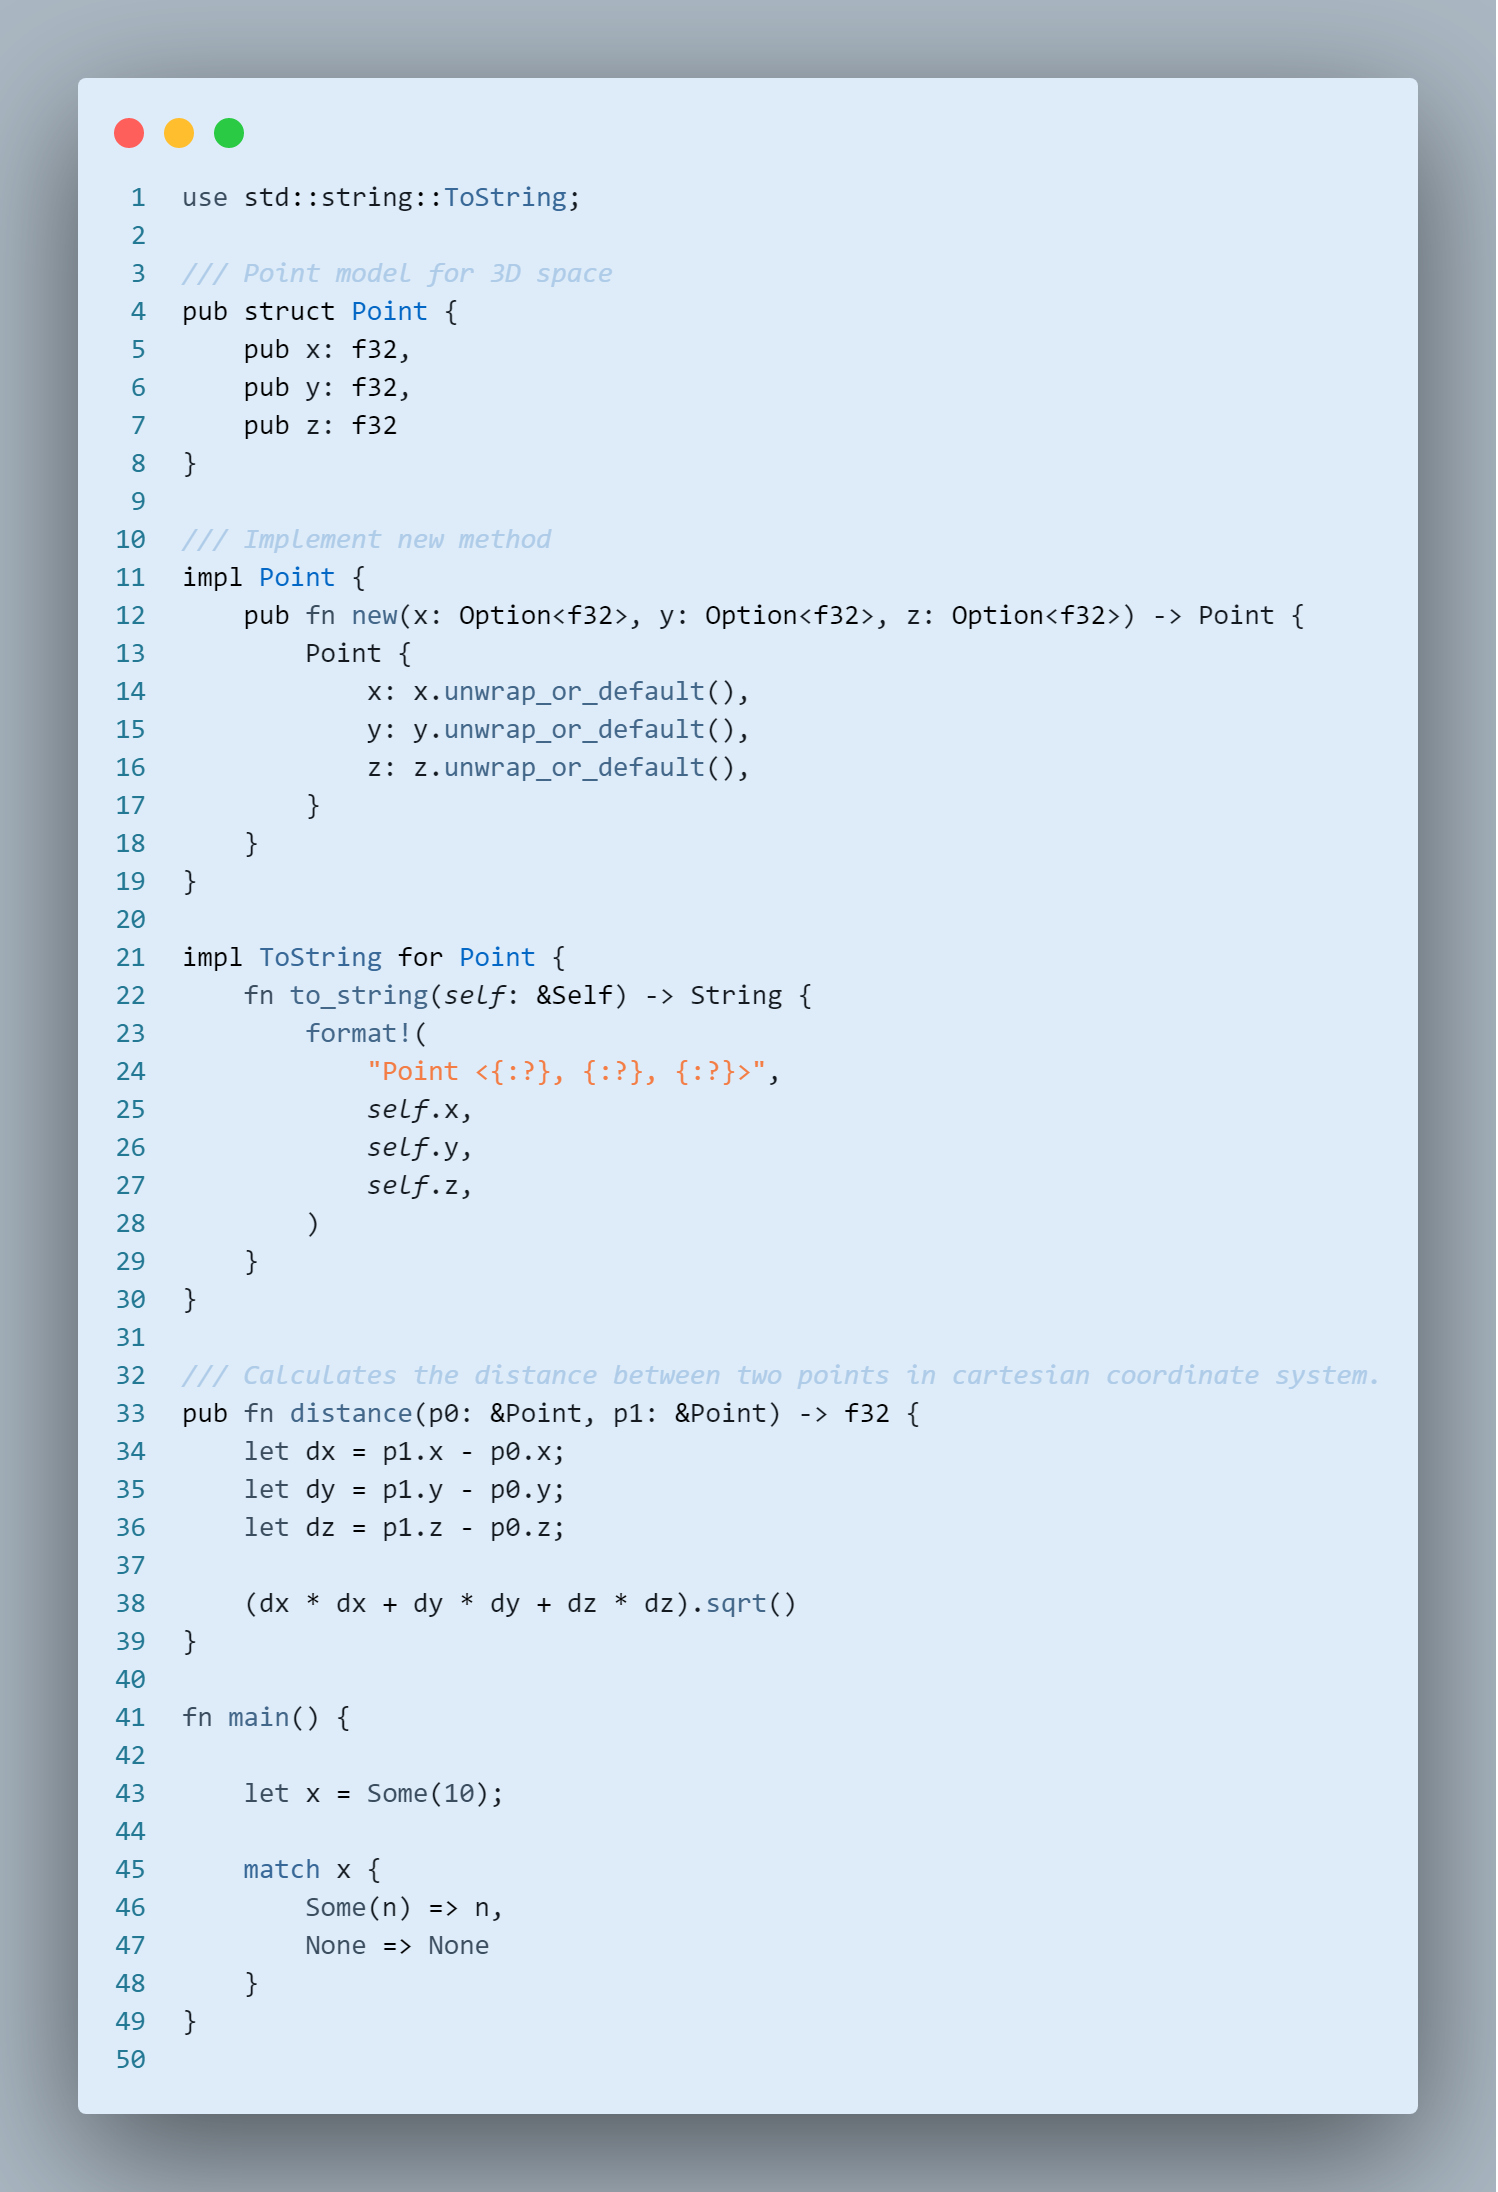 1 use std::string::ToString;
2
3 /// Point model for 3D space
4 pub struct Point {
5     pub x: f32,
6     pub y: f32,
7     pub z: f32
8 }
9
10 /// Implement new method
11 impl Point {
12     pub fn new(x: Option<f32>, y: Option<f32>, z: Option<f32>) -> Point {
13         Point {
14             x: x.unwrap_or_default(),
15             y: y.unwrap_or_default(),
16             z: z.unwrap_or_default(),
17         }
18     }
19 }
20
21 impl ToString for Point {
22     fn to_string(self: &Self) -> String {
23         format!(
24             "Point <{:?}, {:?}, {:?}>",
25             self.x,
26             self.y,
27             self.z,
28         )
29     }
30 }
31
32 /// Calculates the distance between two points in cartesian coordinate system.
33 pub fn distance(p0: &Point, p1: &Point) -> f32 {
34     let dx = p1.x - p0.x;
35     let dy = p1.y - p0.y;
36     let dz = p1.z - p0.z;
37
38     (dx * dx + dy * dy + dz * dz).sqrt()
39 }
40
41 fn main() {
42
43     let x = Some(10);
44
45     match x {
46         Some(n) => n,
47         None => None
48     }
49 }
50